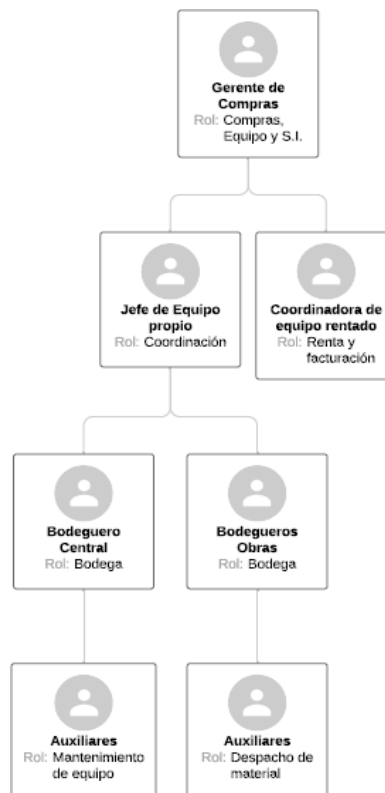 Gerente de
Compras
Rol: Compras,
Equipo y S.I.
Jefe de Equipo
propio
Rol: Coordinación
Coordinadora de
equipo rentado
Rol: Renta y
facturación
Bodeguero
Central
Rol: Bodega
Bodegueros
Obras
Rol: Bodega
Auxiliares
Rol: Mantenimiento
de equipo
Auxiliares
Rol: Despacho de
material